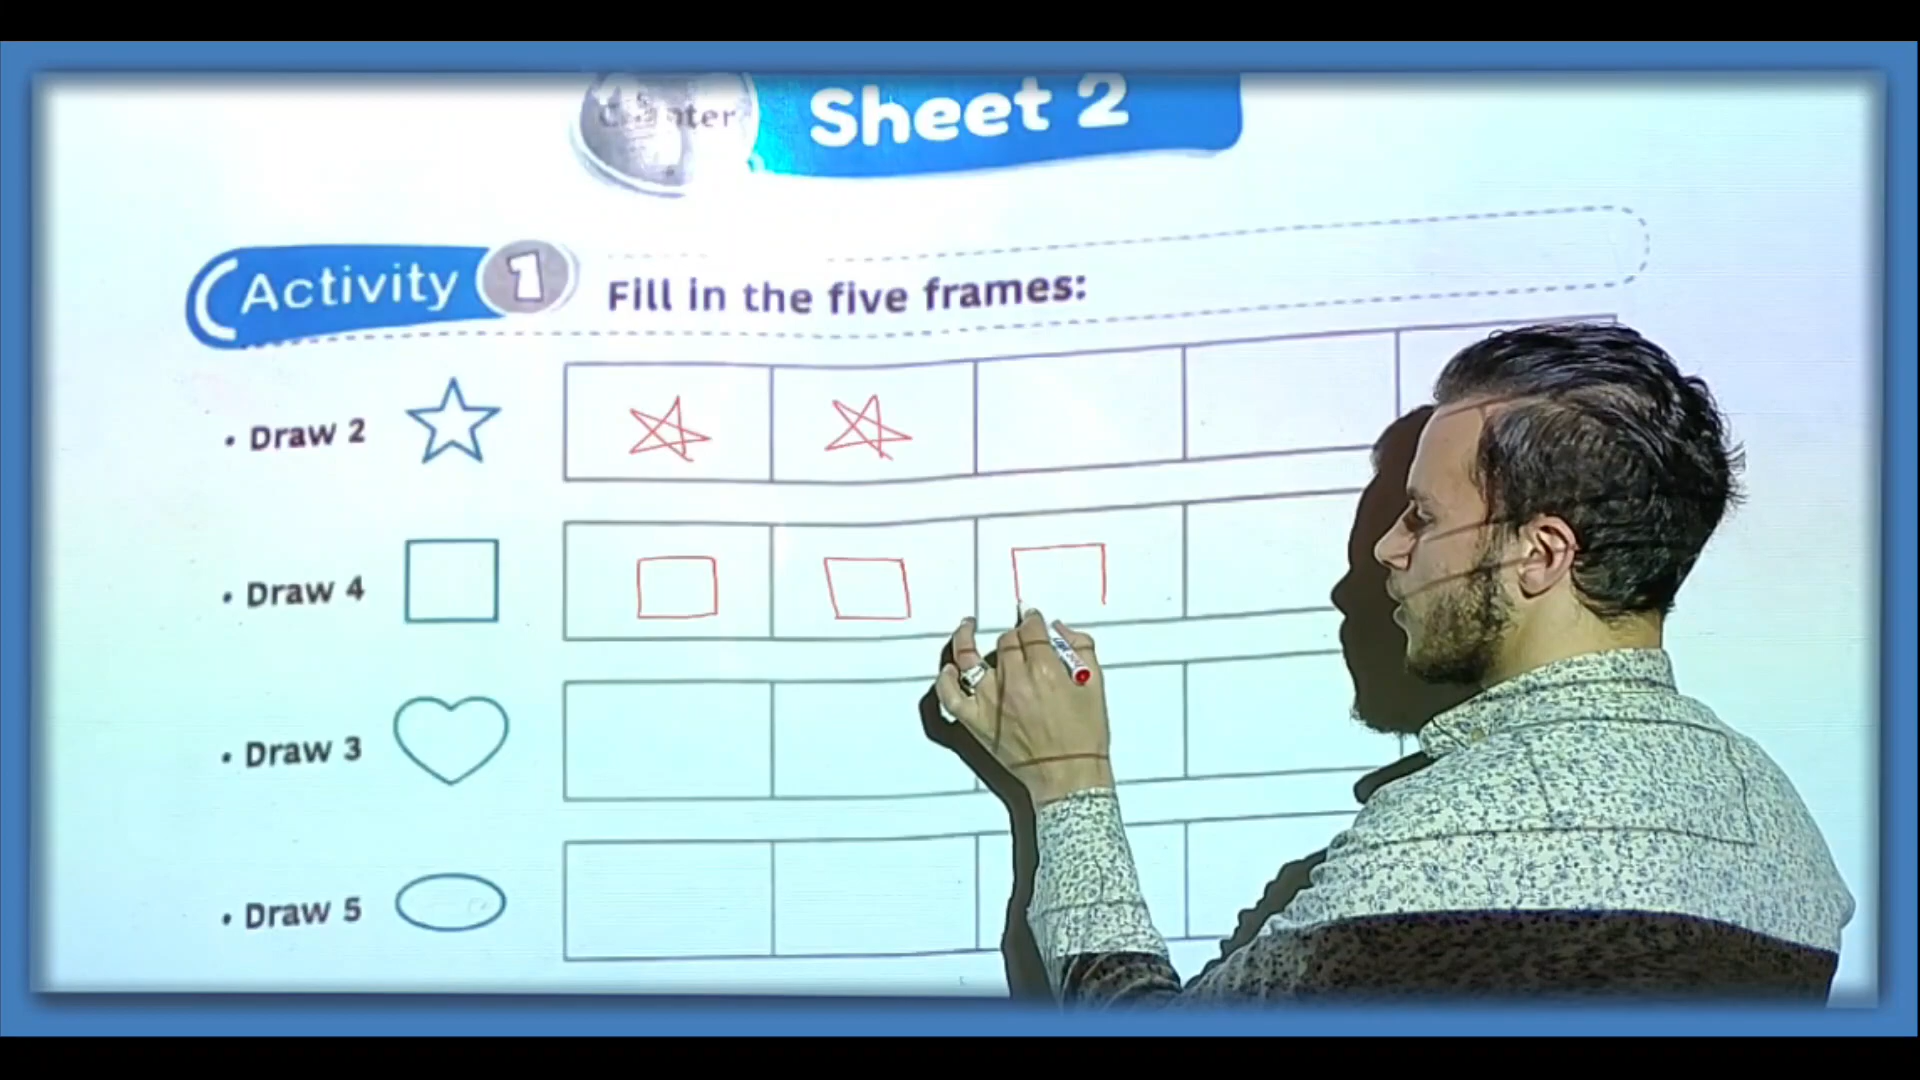 Sheet 2
Activity 1
Fill in the five frames:
• Draw 2
• Draw 4
• Draw 3
• Draw 5